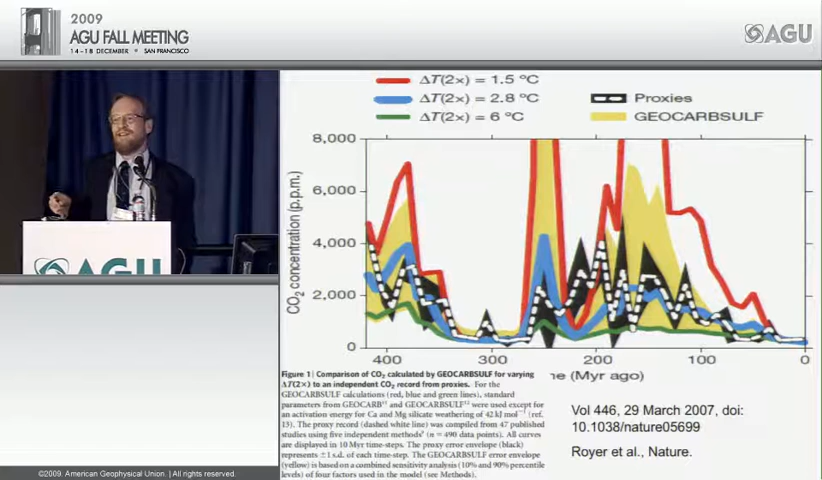 2009
AGU FALL MEETING
14 - 18 DECEMBER • SAN FRANCISCO
AGU
ΔT(2×) = 1.5 °C
ΔT(2×) = 2.8 °C
ΔT(2×) = 6 °C
Proxies
GEOCARBSULF
8,000
6,000
4,000
2,000
0
CO2 concentration (p.p.m.)
400
300
200
100
0
ne (Myr ago)
AGU
Figure 1 | Comparison of CO2 calculated by GEOCARBSULF for varying
ΔT(2×) to an independent CO2 record from proxies. For the
GEOCARBSULF calculations (red, blue and green lines), standard
parameters from GEOCARB and GEOCARBSULF were used except for
an activation energy for Ca and Mg silicate weathering of 42 kJ mol−1 (ref.
13). The proxy record (dashed white line) was compiled from 47 published
studies using five independent methods (n = 490 data points). All curves
are displayed in 10 Myr time-steps. The proxy error envelope (black)
represents ±1 s.d. of each time-step. The GEOCARBSULF error envelope
(yellow) is based on a combined sensitivity analysis (10% and 90% percentile
levels) of four factors used in the model (see Methods).
Vol 446, 29 March 2007, doi:
10.1038/nature05699
Royer et al., Nature.
©2009. American Geophysical Union. | All rights reserved.